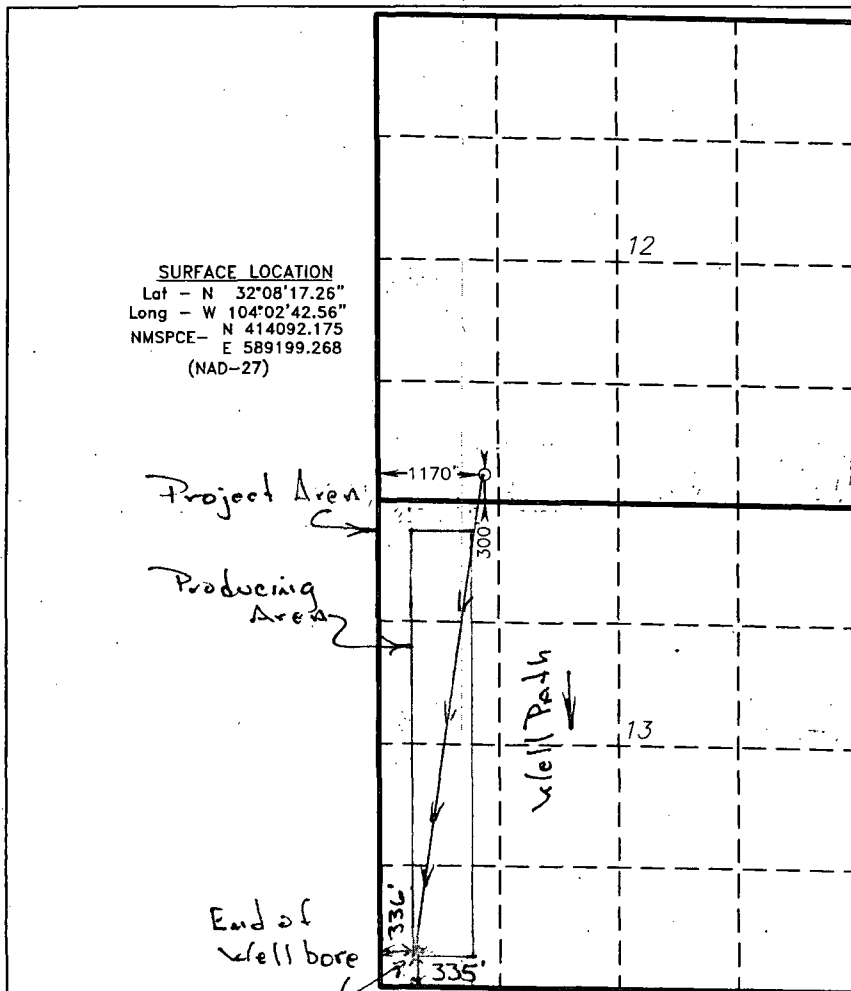 12
SURFACE LOCATION
Lat - N 32°08'17.26"
Long - W 104°02'42.56"
NMSPCE- N 414092.175
E 589199.268
(NAD-27)
1170'
Project Area
300'
Producing
Area
Well Path
13
End of
Well bore
336'
335'